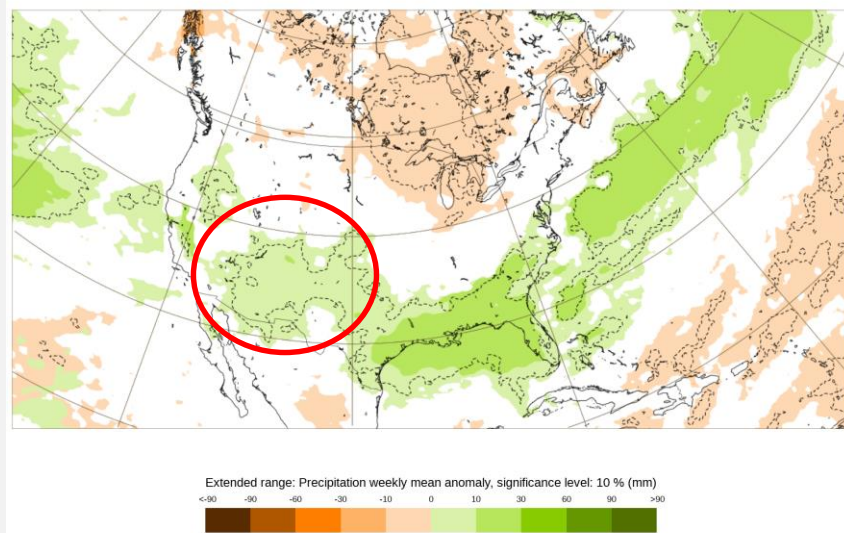 Extended range: Precipitation weekly mean anomaly, significance level: 10 % (mm)
<-90 -90 -60 -30 -10 0 10 30 60 90 >90